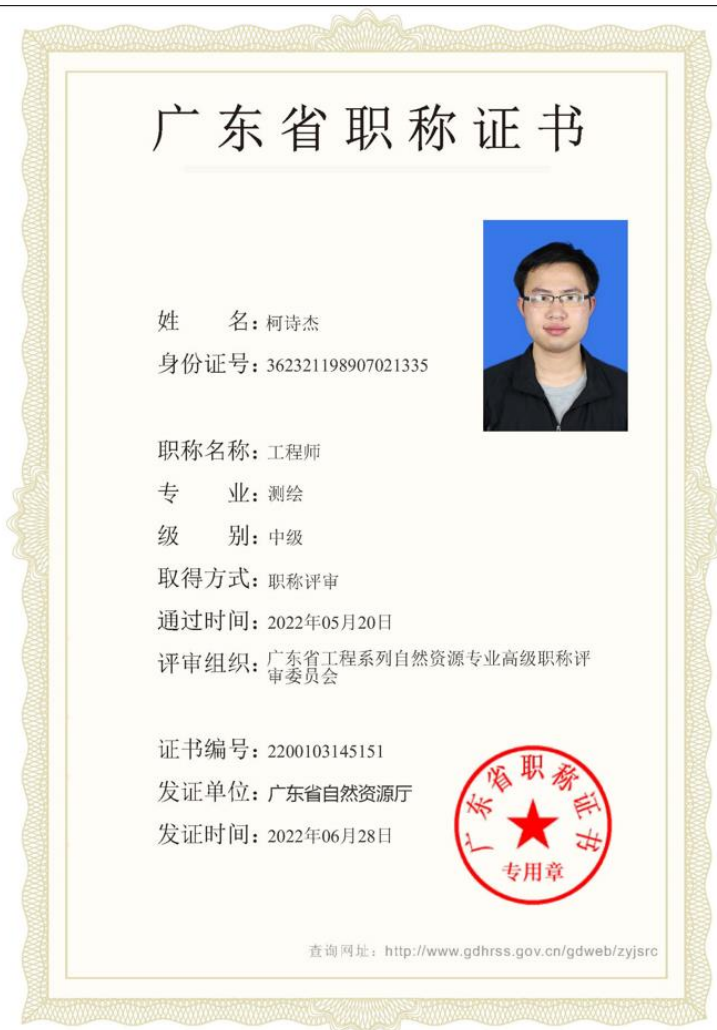 广东省职称证书
姓 名：柯诗杰
身份证号：362321198907021335
职称名称：工程师
专 业：测绘
级 别：中级
取得方式：职称评审
通过时间：2022年05月20日
评审组织：广东省工程系列自然资源专业高级职称评
审委员会
证书编号：2200103145151
发证单位：广东省自然资源厅
发证时间：2022年06月28日
广东省职称证书
专用章
查询网址：http://www.gdhrss.gov.cn/gdweb/zyjsrc